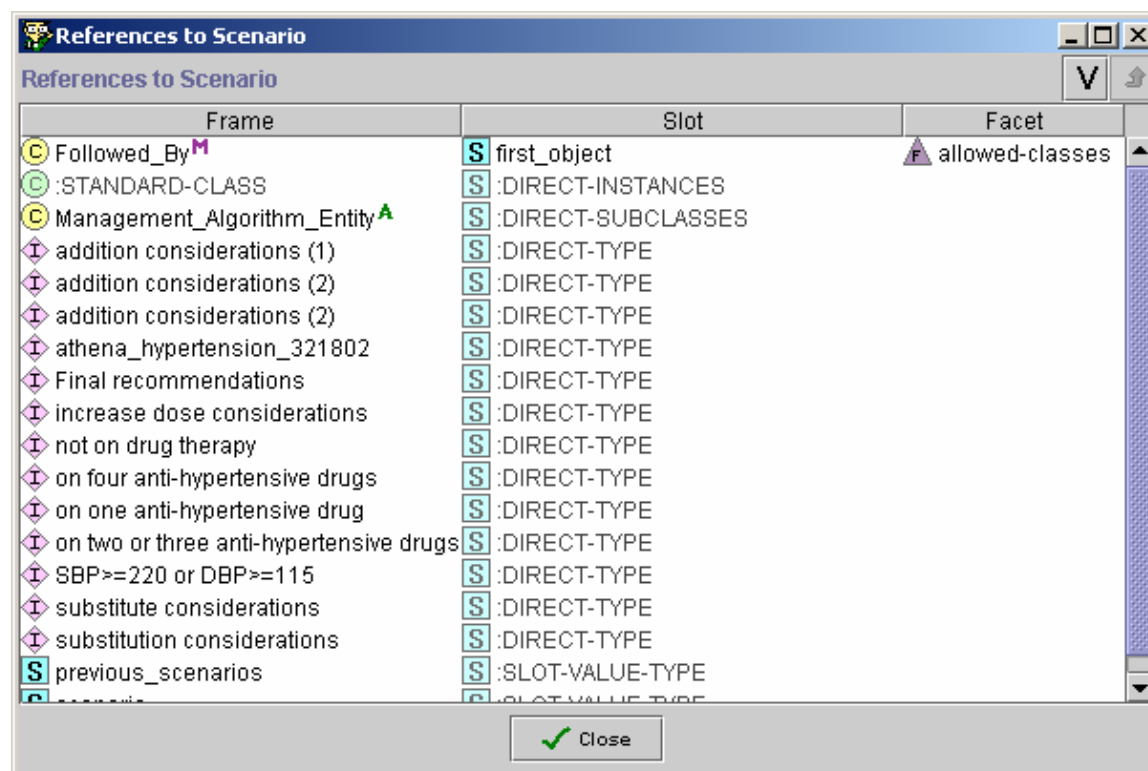 References to Scenario
References to Scenario V
Frame Slot Facet
C Followed_By M S first_object F allowed-classes
C :STANDARD-CLASS S :DIRECT-INSTANCES
C Management_Algorithm_Entity A S :DIRECT-SUBCLASSES
I addition considerations (1) S :DIRECT-TYPE
I addition considerations (2) S :DIRECT-TYPE
I addition considerations (2) S :DIRECT-TYPE
I athena_hypertension_321802 S :DIRECT-TYPE
I Final recommendations S :DIRECT-TYPE
I increase dose considerations S :DIRECT-TYPE
I not on drug therapy S :DIRECT-TYPE
I on four anti-hypertensive drugs S :DIRECT-TYPE
I on one anti-hypertensive drug S :DIRECT-TYPE
I on two or three anti-hypertensive drugs S :DIRECT-TYPE
I SBP>=220 or DBP>=115 S :DIRECT-TYPE
I substitute considerations S :DIRECT-TYPE
I substitution considerations S :DIRECT-TYPE
S previous_scenarios S :SLOT-VALUE-TYPE
Close